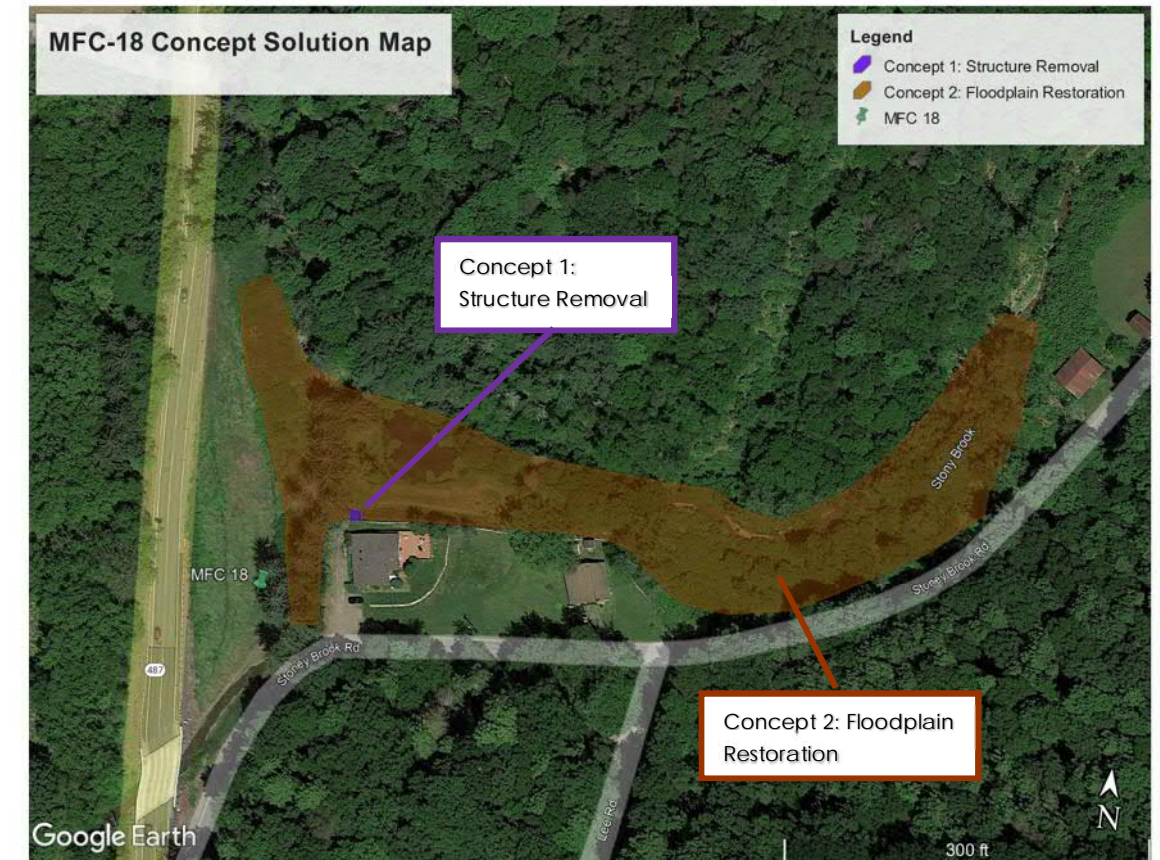 MFC-18 Concept Solution Map
Legend
Concept 1: Structure Removal
Concept 2: Floodplain Restoration
MFC 18
Concept 1:
Structure Removal
Stony Brook
MFC 18
Stoney Brook Rd
Stoney Brook Rd
487
Concept 2: Floodplain
Restoration
Lee Rd
N
Google Earth
300 ft